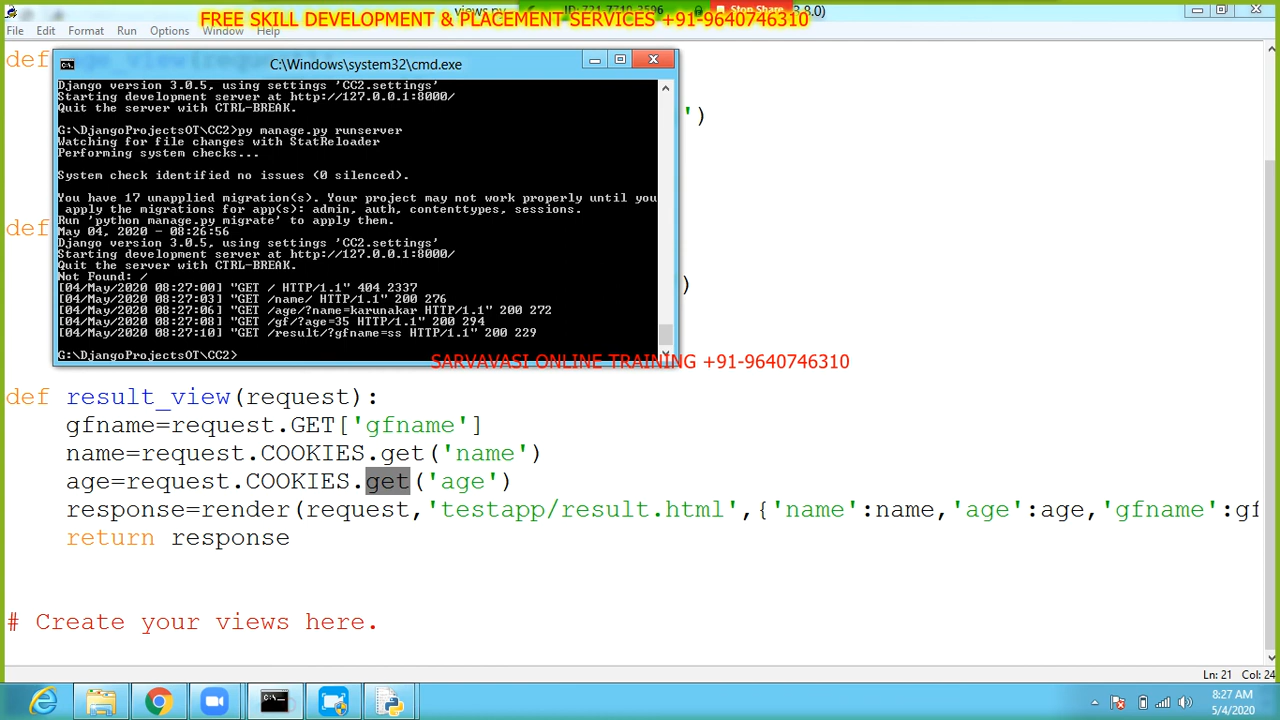 FREE SKILL DEVELOPMENT & PLACEMENT SERVICES +91-9640746310
File Edit Format Run Options Window Help
def
C:\Windows\system32\cmd.exe
Django version 3.0.5, using settings 'CC2.settings'
Starting development server at http://127.0.0.1:8000/
Quit the server with CTRL-BREAK.
G:\DjangoProjectsOT\CC2>py manage.py runserver
Watching for file changes with StatReloader
Performing system checks...
System check identified no issues (0 silenced).
You have 17 unapplied migration(s). Your project may not work properly until you
apply the migrations for app(s): admin, auth, contenttypes, sessions.
Run 'python manage.py migrate' to apply them.
May 04, 2020 - 08:26:56
Django version 3.0.5, using settings 'CC2.settings'
Starting development server at http://127.0.0.1:8000/
Quit the server with CTRL-BREAK.
Not Found: /
[04/May/2020 08:27:00] "GET / HTTP/1.1" 404 2337
[04/May/2020 08:27:03] "GET /name/ HTTP/1.1" 200 276
[04/May/2020 08:27:06] "GET /age/?name=karunakar HTTP/1.1" 200 272
[04/May/2020 08:27:08] "GET /gf/?age=35 HTTP/1.1" 200 294
[04/May/2020 08:27:10] "GET /result/?gfname=ss HTTP/1.1" 200 229
G:\DjangoProjectsOT\CC2>
')
def
)
SARVAVASI ONLINE TRAINING +91-9640746310
def result_view(request):
gfname=request.GET['gfname']
name=request.COOKIES.get('name')
age=request.COOKIES.get('age')
response=render(request,'testapp/result.html',{'name':name,'age':age,'gfname':gf
return response
# Create your views here.
Ln: 21 Col: 24
8:27 AM
5/4/2020